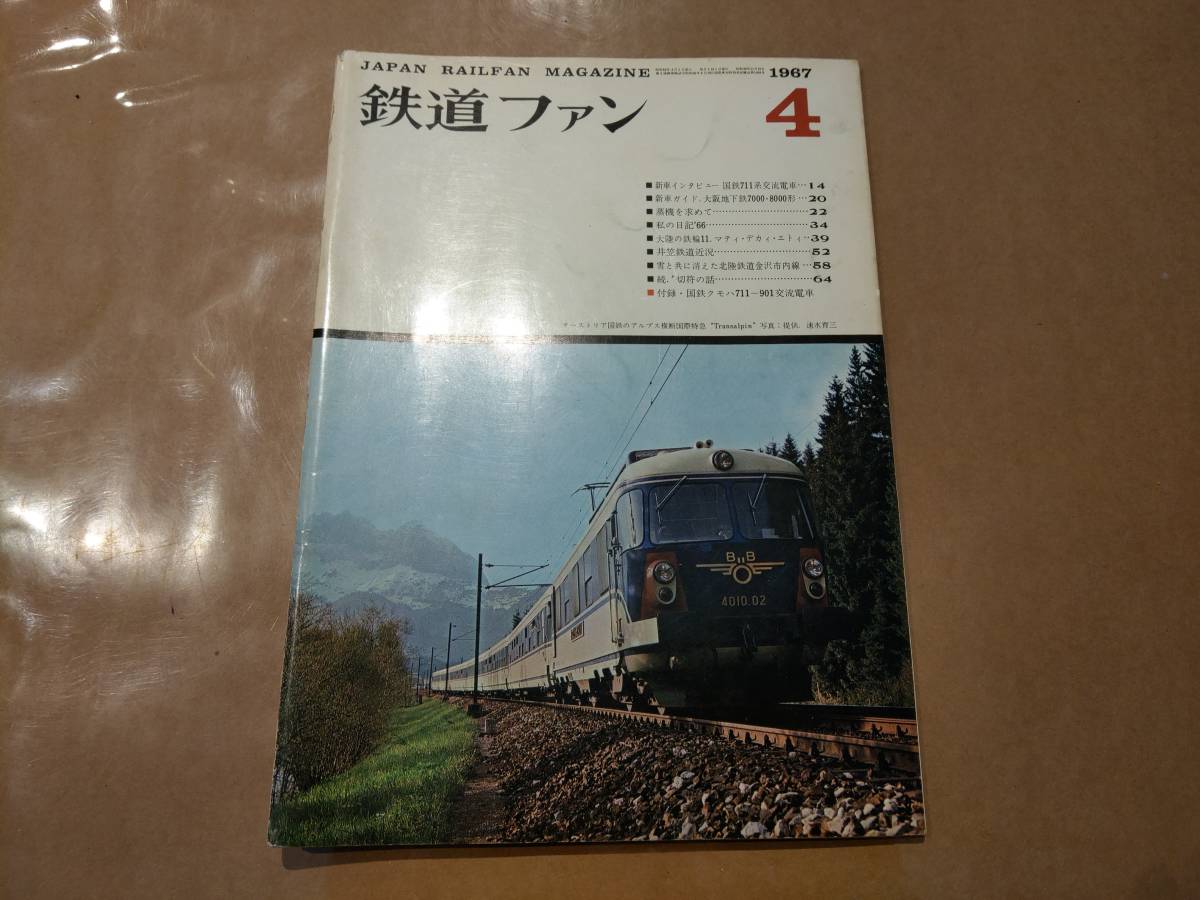 JAPAN RAILFAN MAGAZINE
1967
鉄道ファン
4
■新車インタビュー 国鉄711系交流電車…14
■新車ガイド.大阪地下鉄7000・8000形…20
■蒸機を求めて…22
■私の日記'66…34
■大陸の鉄輪11.マティ・デカィ・エトィ…39
■井笠鉄道近況…52
■雪と共に消えた北陸鉄道金沢市内線…58
■続.〝切符の話…64
■付録・国鉄クモハ711−901交流電車
オーストリア国鉄のアルプス横断国際特急 "Transalpin" 写真：提供. 速水育三
BB
4010.02